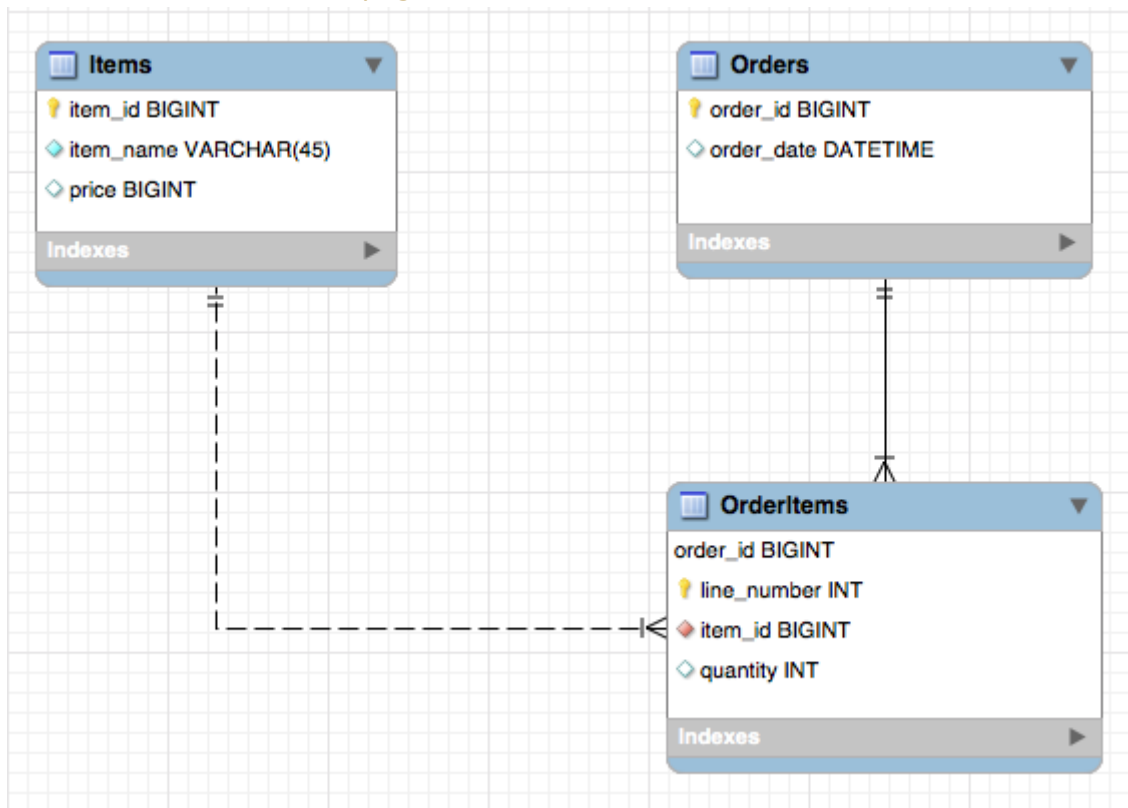 Items
item_id BIGINT
item_name VARCHAR(45)
price BIGINT
Indexes
Orders
order_id BIGINT
order_date DATETIME
Indexes
OrderItems
order_id BIGINT
line_number INT
item_id BIGINT
quantity INT
Indexes